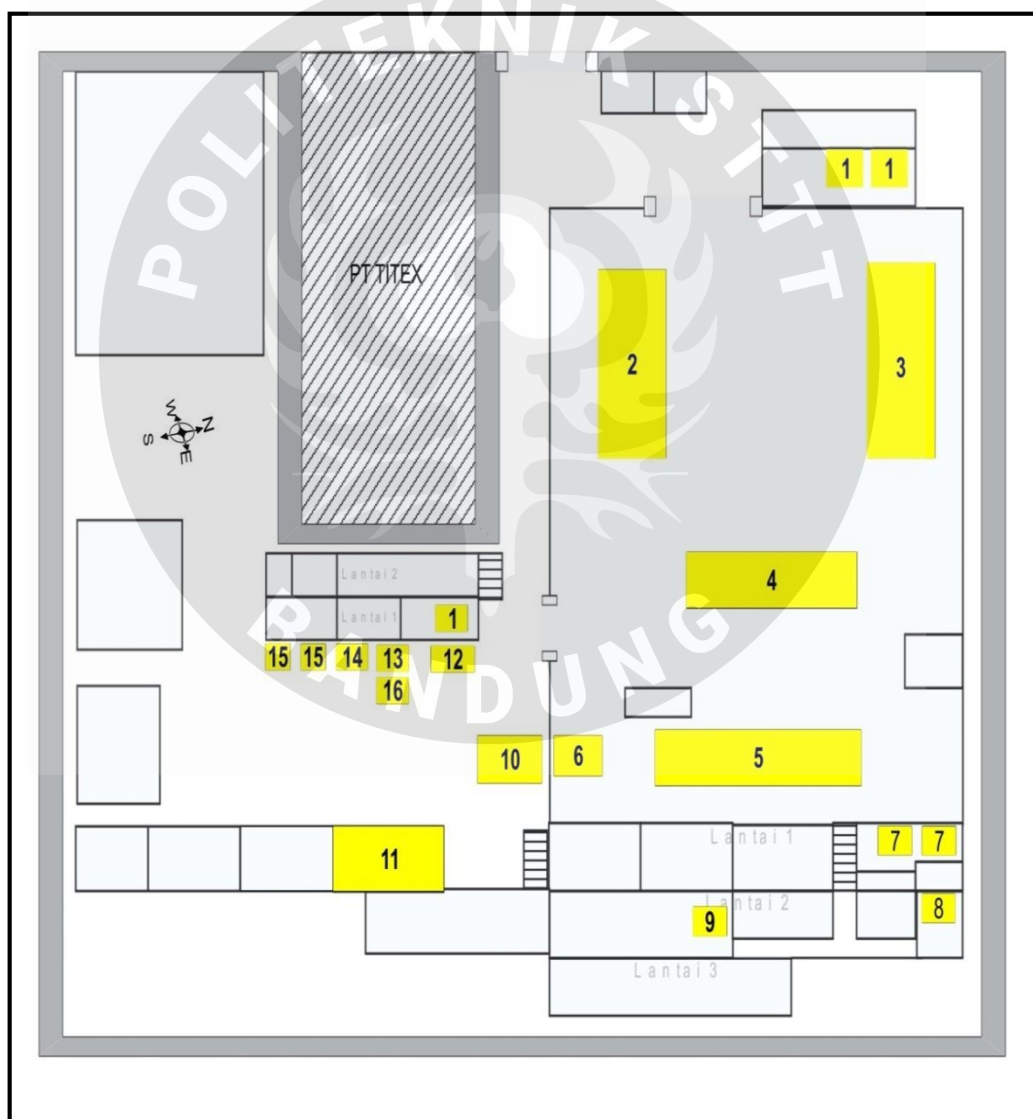 POLITEKNIK STTT
BANDUNG
1 1
PT TITEX
2
3
W
N
S
E
4
Lantai 2
Lantai 1
1
15 15 14 13 12
16
10
6
5
11
Lantai 1
7 7
Lantai 2
8
9
Lantai 3